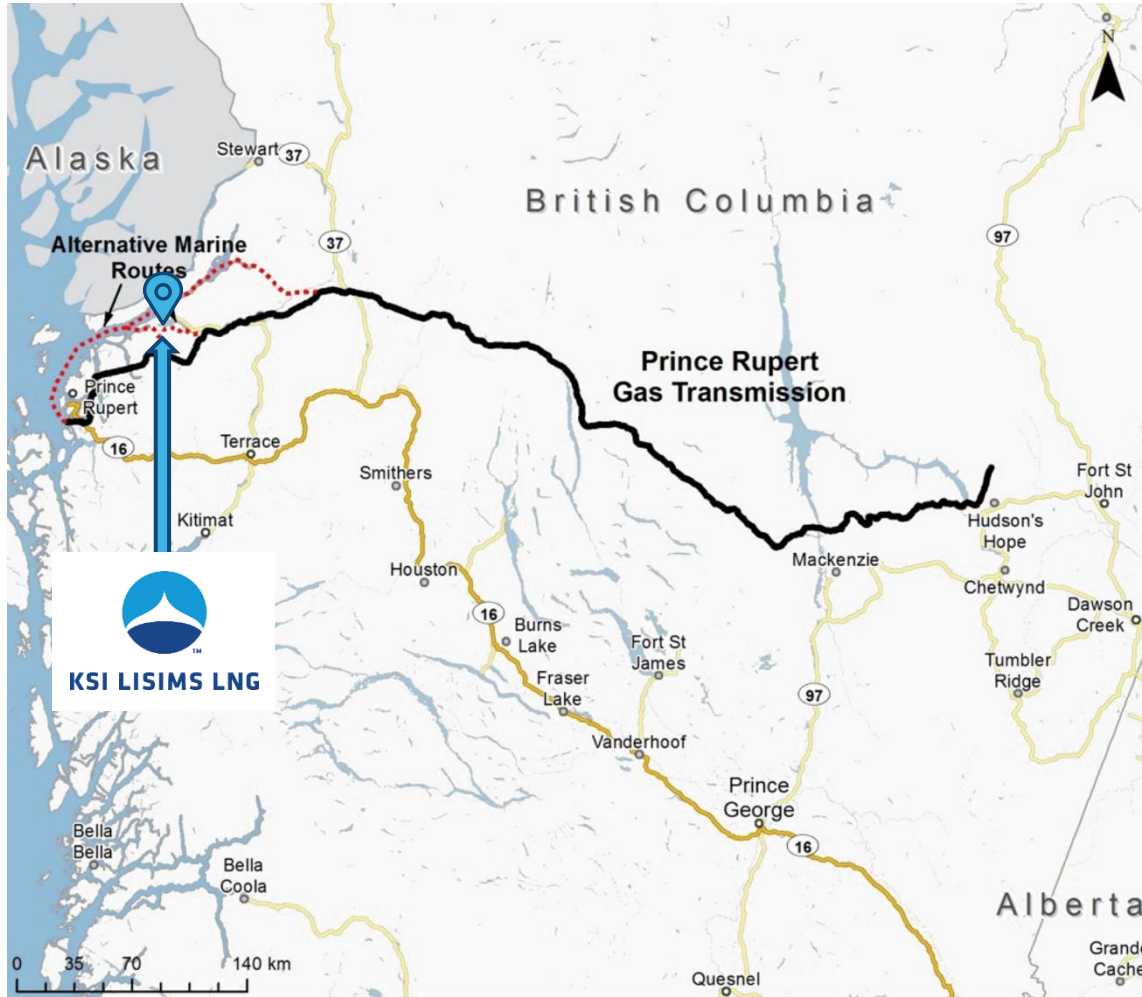 N
Alaska
Stewart
37
British Columbia
Alternative Marine
Routes
37
97
Prince Rupert
Gas Transmission
Prince
Rupert
16
Terrace
Smithers
Fort St
John
Kitimat
Hudson's
Hope
Mackenzie
Houston
Chetwynd
16
Burns
Lake
Fort St
James
Dawson
Creek
TM
KSI LISIMS LNG
Tumbler
Ridge
Fraser
Lake
97
Vanderhoof
Prince
George
16
Bella
Bella
Bella
Coola
Alberta
Grande
Cache
0 35 70 140 km
Quesnel